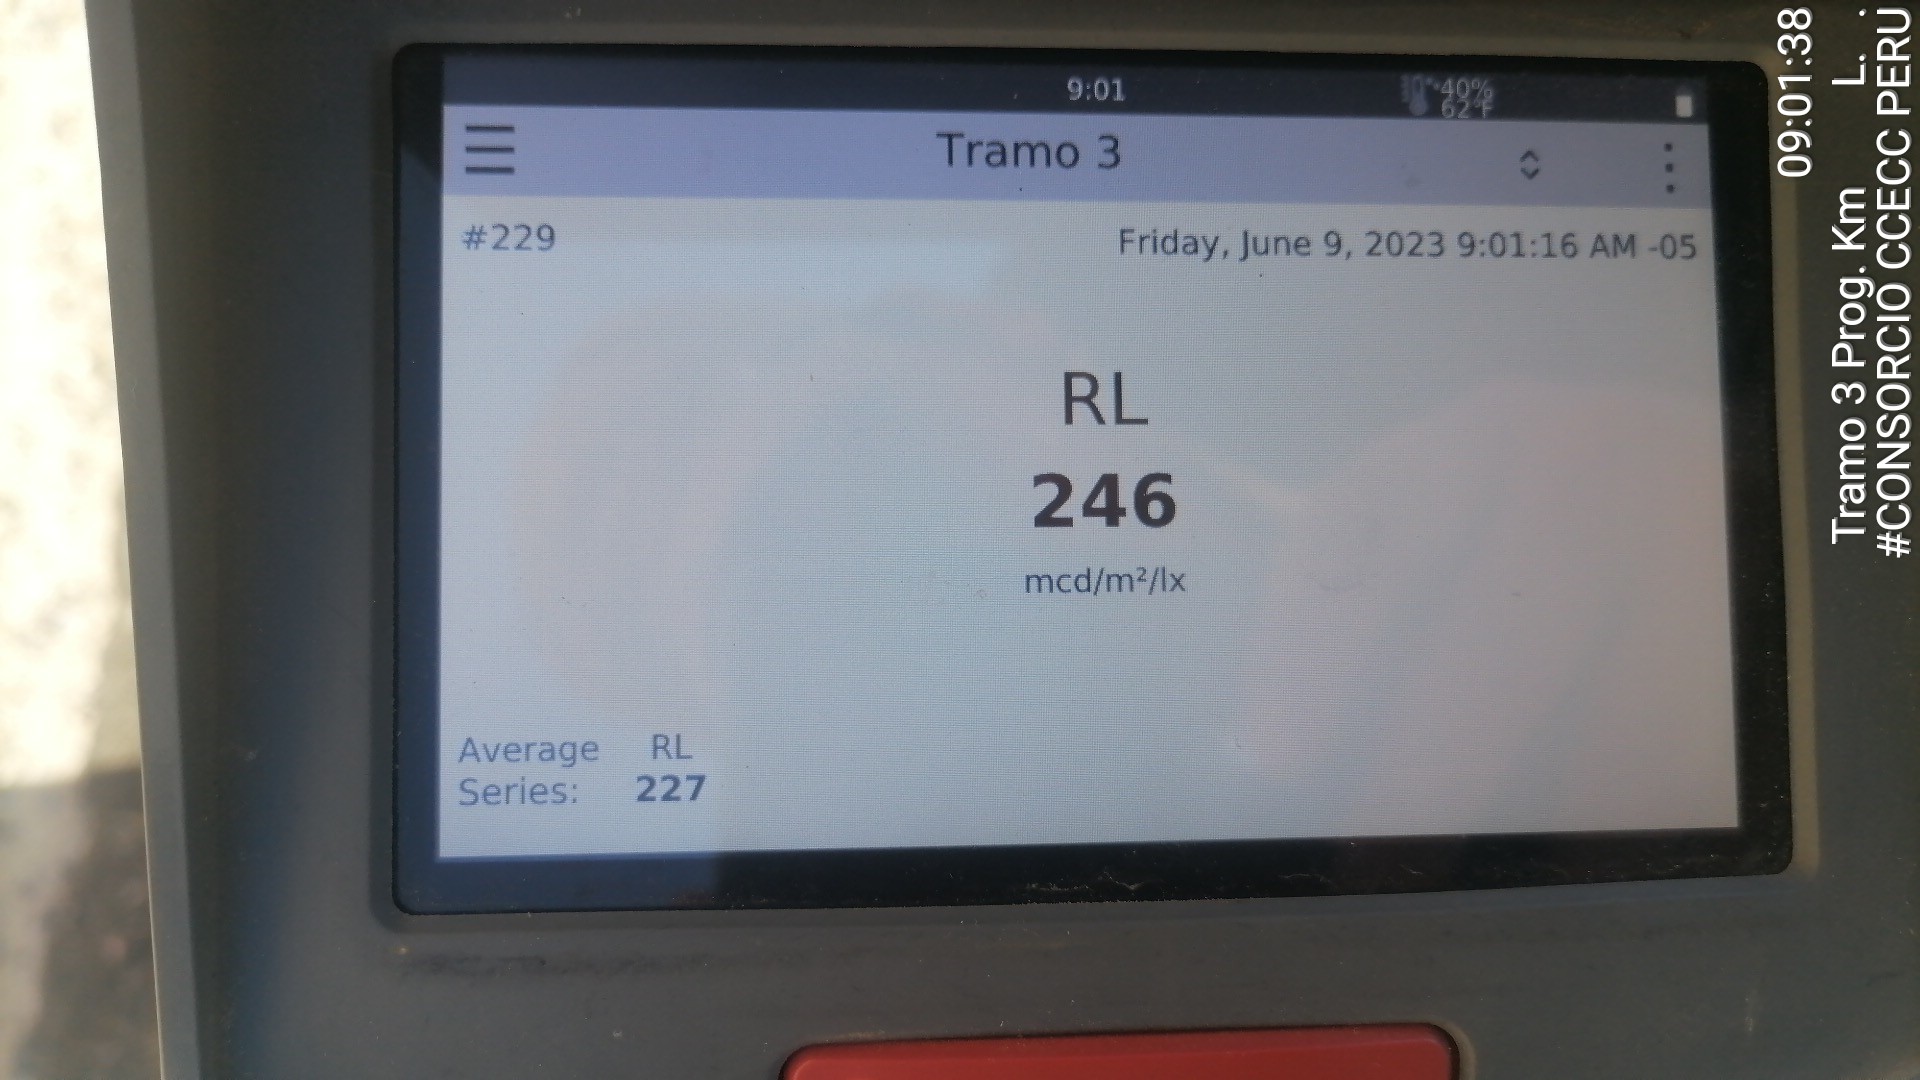 9:01
40%
62°F
Tramo 3
#229
Friday, June 9, 2023 9:01:16 AM -05
RL
246
mcd/m²/lx
Average RL
Series: 227
09:01:38
Tramo 3 Prog. Km L. .
#CONSORCIO CCECC PERU